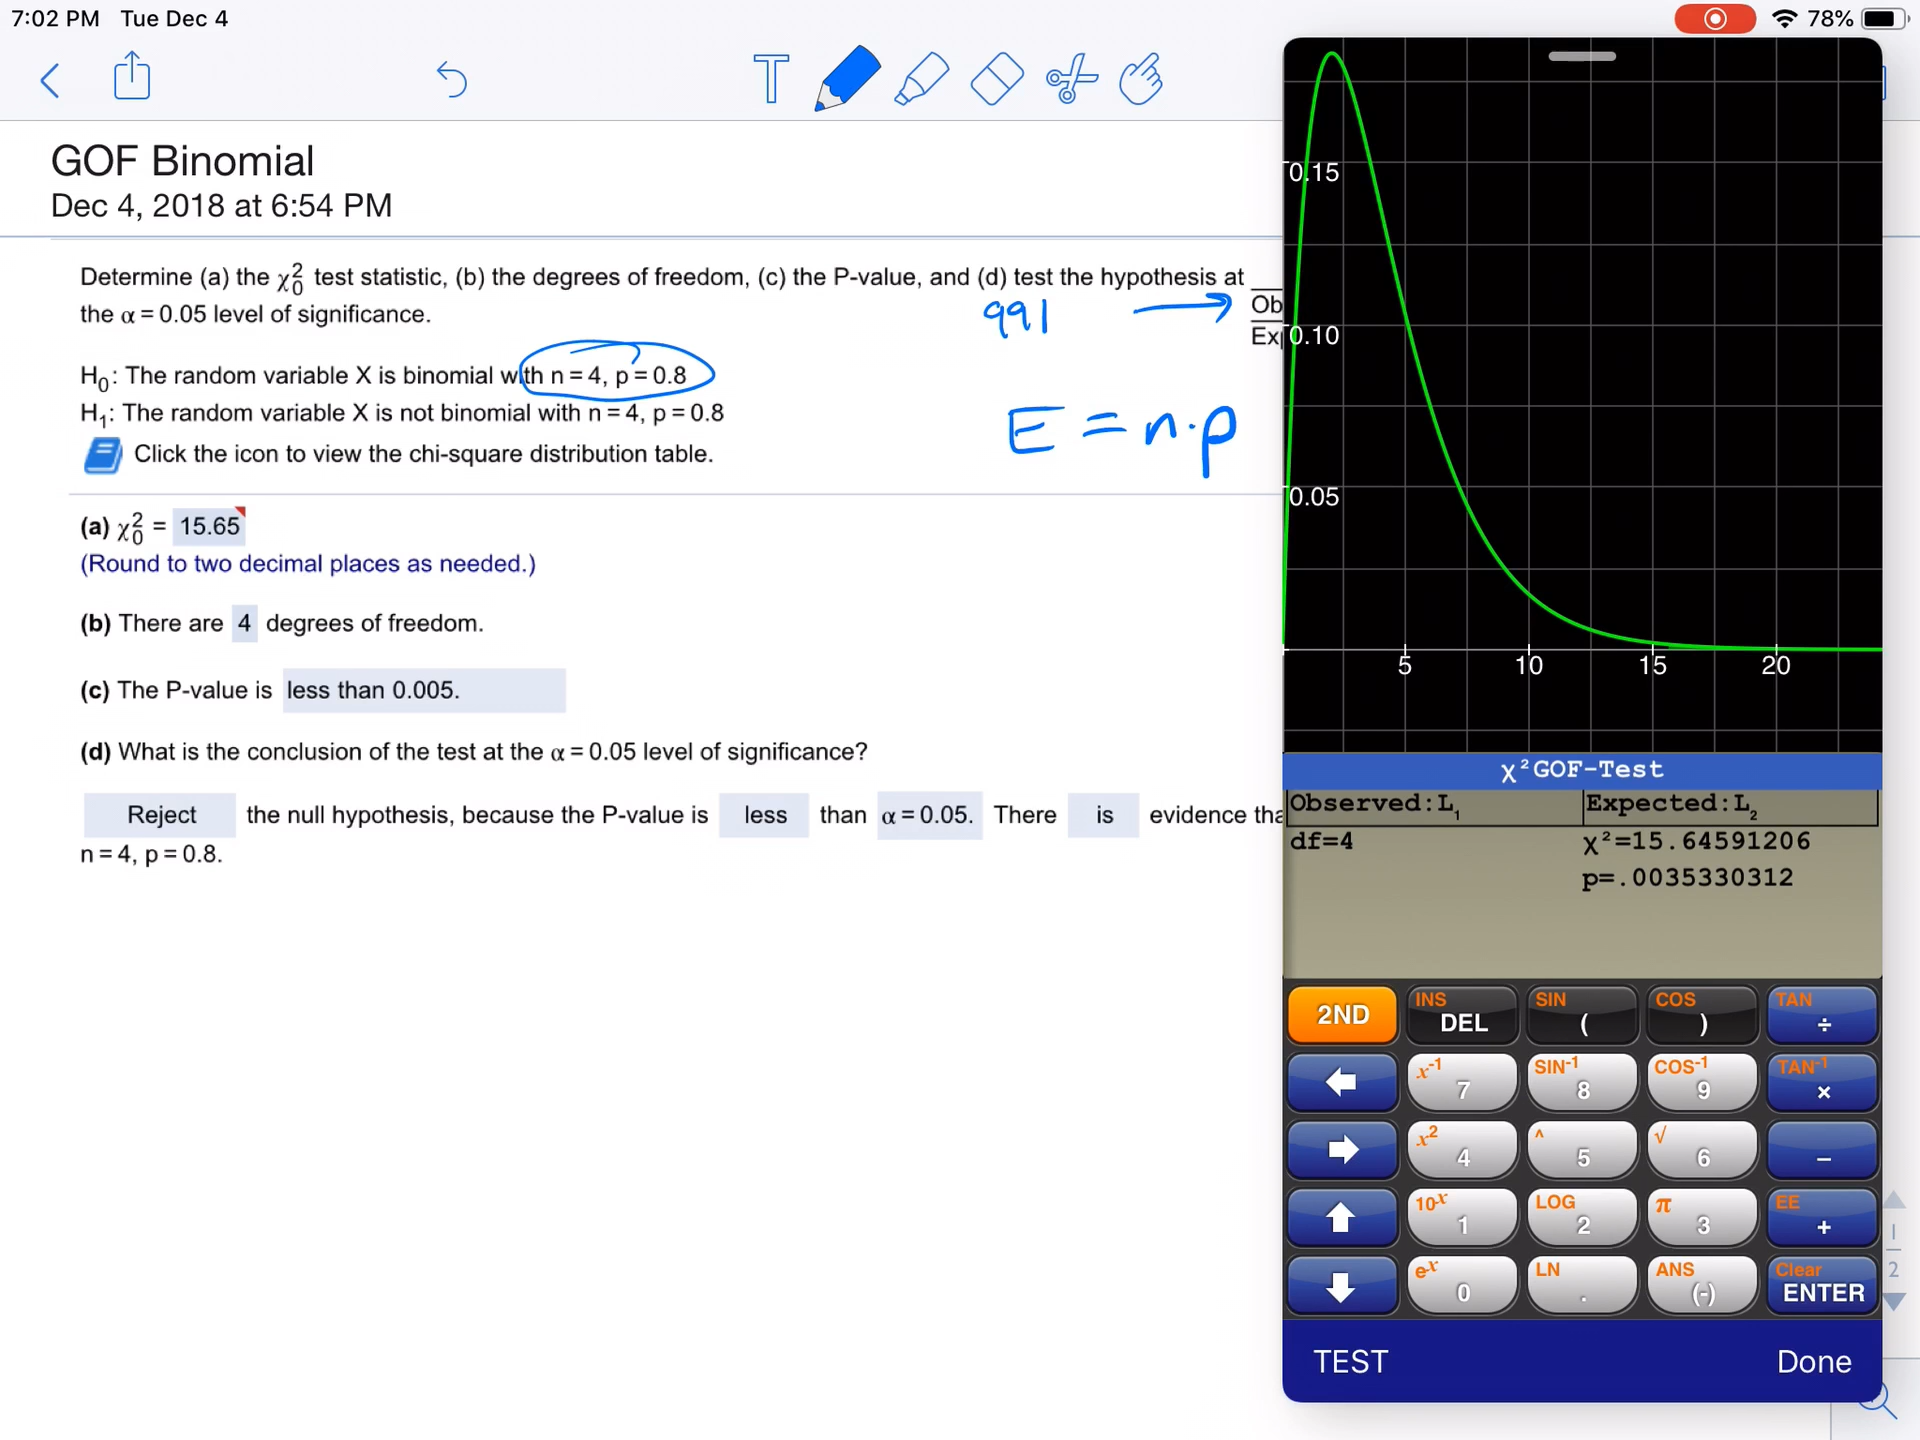 7:02 PM Tue Dec 4
78%
GOF Binomial
Dec 4, 2018 at 6:54 PM
Determine (a) the χ₀² test statistic, (b) the degrees of freedom, (c) the P-value, and (d) test the hypothesis at
the α = 0.05 level of significance.
991
Ob
Ex
H₀: The random variable X is binomial with n = 4, p = 0.8
H₁: The random variable X is not binomial with n = 4, p = 0.8
E = n·p
Click the icon to view the chi-square distribution table.
(a) χ₀² = 15.65
(Round to two decimal places as needed.)
(b) There are 4 degrees of freedom.
(c) The P-value is less than 0.005.
(d) What is the conclusion of the test at the α = 0.05 level of significance?
Reject the null hypothesis, because the P-value is less than α = 0.05. There is evidence tha
n = 4, p = 0.8.
0.15
0.10
0.05
5 10 15 20
χ²GOF-Test
Observed:L₁ Expected:L₂
df=4 χ²=15.64591206
p=.0035330312
2ND INS DEL SIN ( COS ) TAN ÷
x⁻¹ 7 SIN⁻¹ 8 COS⁻¹ 9 TAN⁻¹ ×
x² 4 ^ 5 √ 6 −
10ˣ 1 LOG 2 π 3 EE +
eˣ 0 LN . ANS (-) Clear ENTER
TEST Done
1
2
T